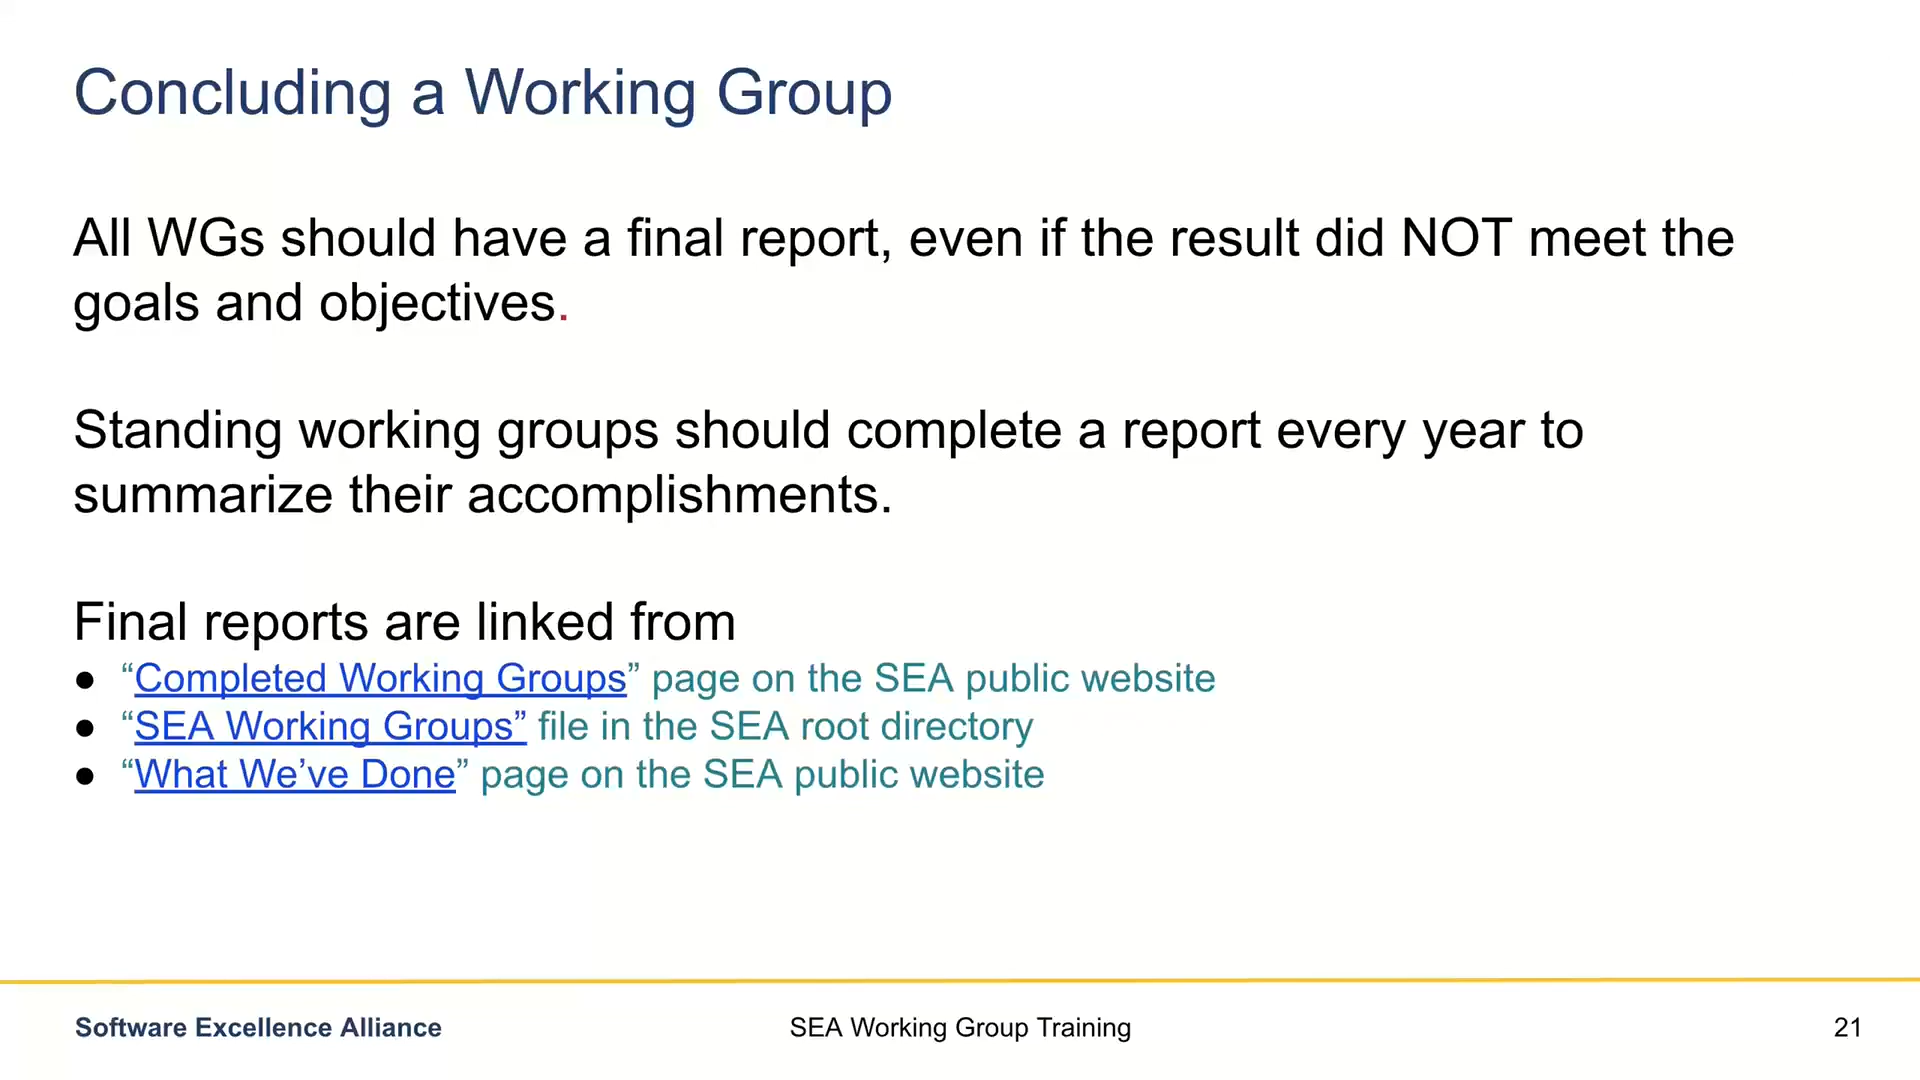 Concluding a Working Group
All WGs should have a final report, even if the result did NOT meet the
goals and objectives.
Standing working groups should complete a report every year to
summarize their accomplishments.
Final reports are linked from
● “Completed Working Groups” page on the SEA public website
● “SEA Working Groups” file in the SEA root directory
● “What We’ve Done” page on the SEA public website
Software Excellence Alliance
SEA Working Group Training
21